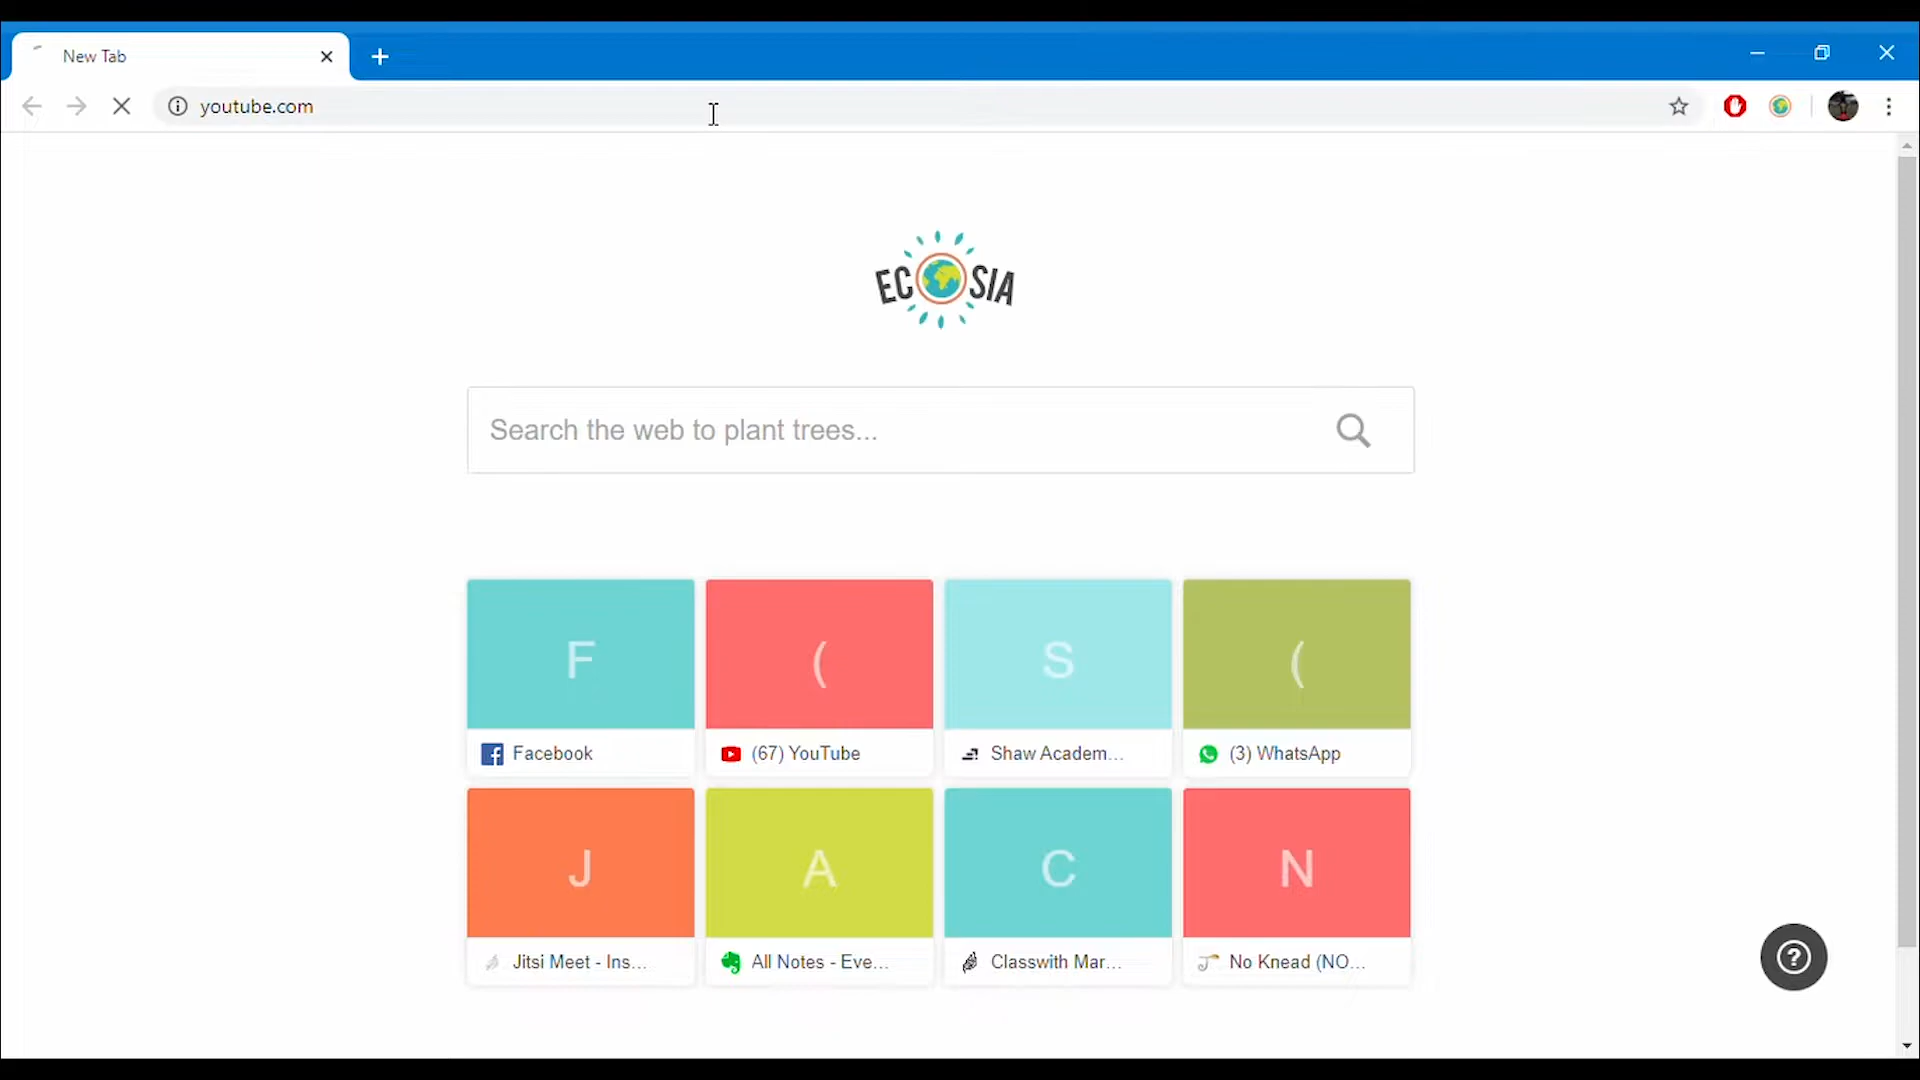 New Tab
youtube.com
ECOSIA
Search the web to plant trees...
F
(
S
(
Facebook
(67) YouTube
Shaw Academ...
(3) WhatsApp
J
A
C
N
Jitsi Meet - Ins...
All Notes - Eve...
Classwith Mar...
No Knead (NO...
?